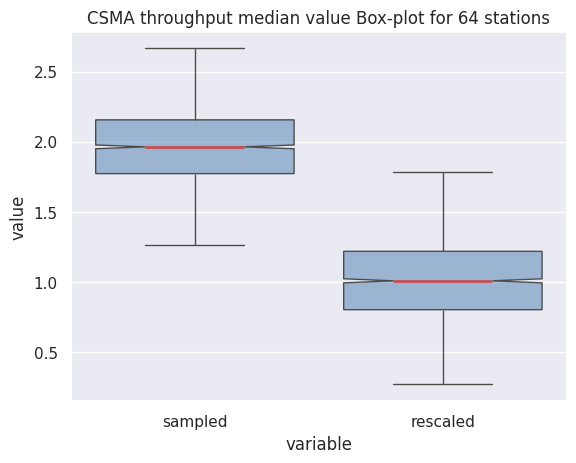 CSMA throughput median value Box-plot for 64 stations
2.5
2.0
1.5
1.0
0.5
value
sampled
rescaled
variable